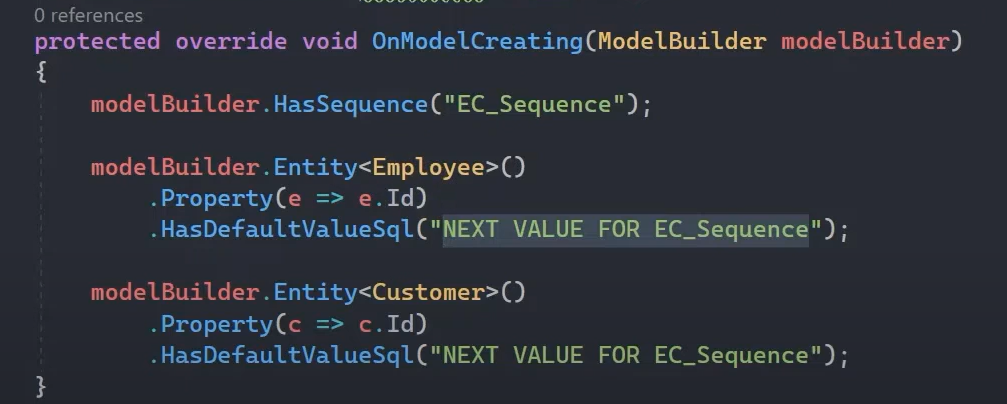 0 references
protected override void OnModelCreating(ModelBuilder modelBuilder)
{
modelBuilder.HasSequence("EC_Sequence");
modelBuilder.Entity<Employee>()
.Property(e => e.Id)
.HasDefaultValueSql("NEXT VALUE FOR EC_Sequence");
modelBuilder.Entity<Customer>()
.Property(c => c.Id)
.HasDefaultValueSql("NEXT VALUE FOR EC_Sequence");
}